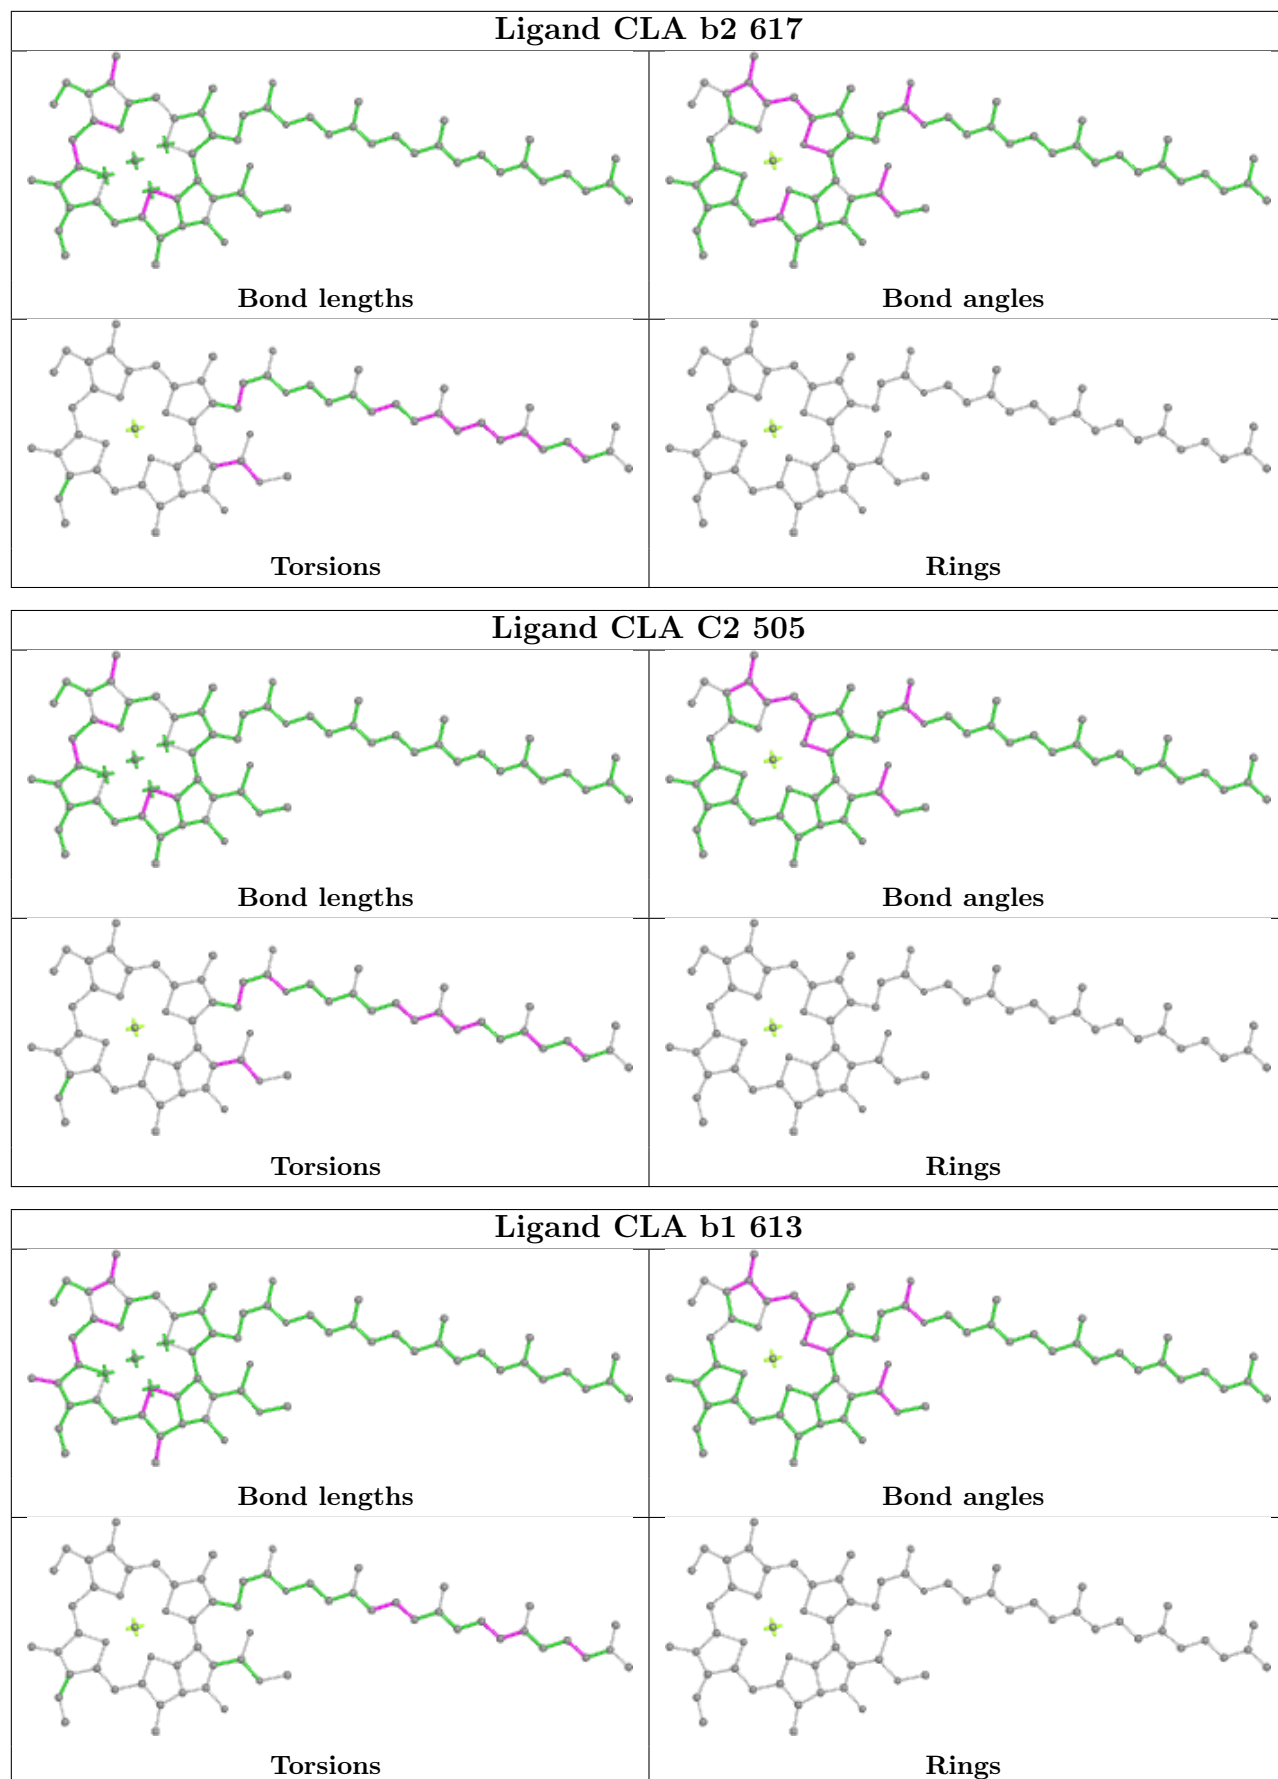 Ligand CLA b2 617
Bond lengths
Bond angles
Torsions
Rings
Ligand CLA C2 505
Bond lengths
Bond angles
Torsions
Rings
Ligand CLA b1 613
Bond lengths
Bond angles
Torsions
Rings